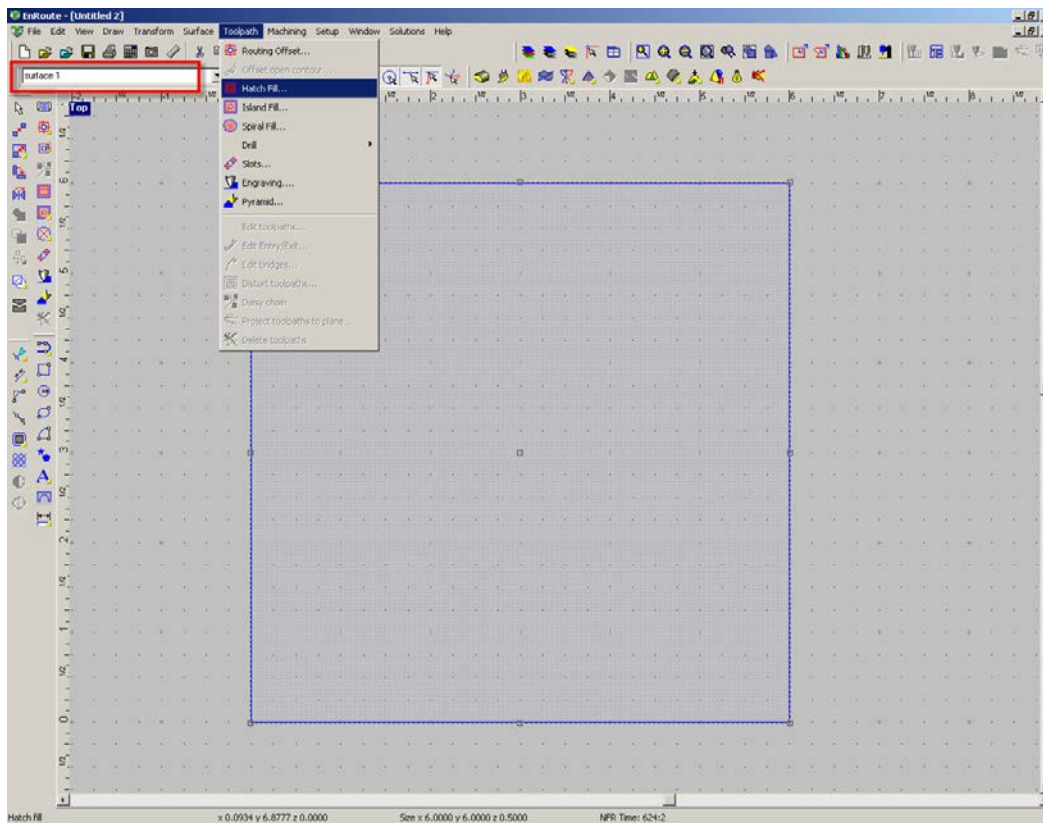 EnRoute - [Untitled 2]
File Edit View Draw Transform Surface Toolpath Machining Setup Window Solutions Help
surface 1
Top
Routing Offset...
Offset open contour...
Hatch Fill...
Island Fill...
Spiral Fill...
Drill
Slots...
Engraving....
Pyramid...
Edit toolpaths...
Edit Entry/Exit...
Edit Bridges...
Distort toolpaths...
Daisy chain
Project toolpaths to plane...
Delete toolpaths
Hatch fill x 0.0934 y 6.8777 z 0.0000 Size x 6.0000 y 6.0000 z 0.5000 NFR Time: 624:2